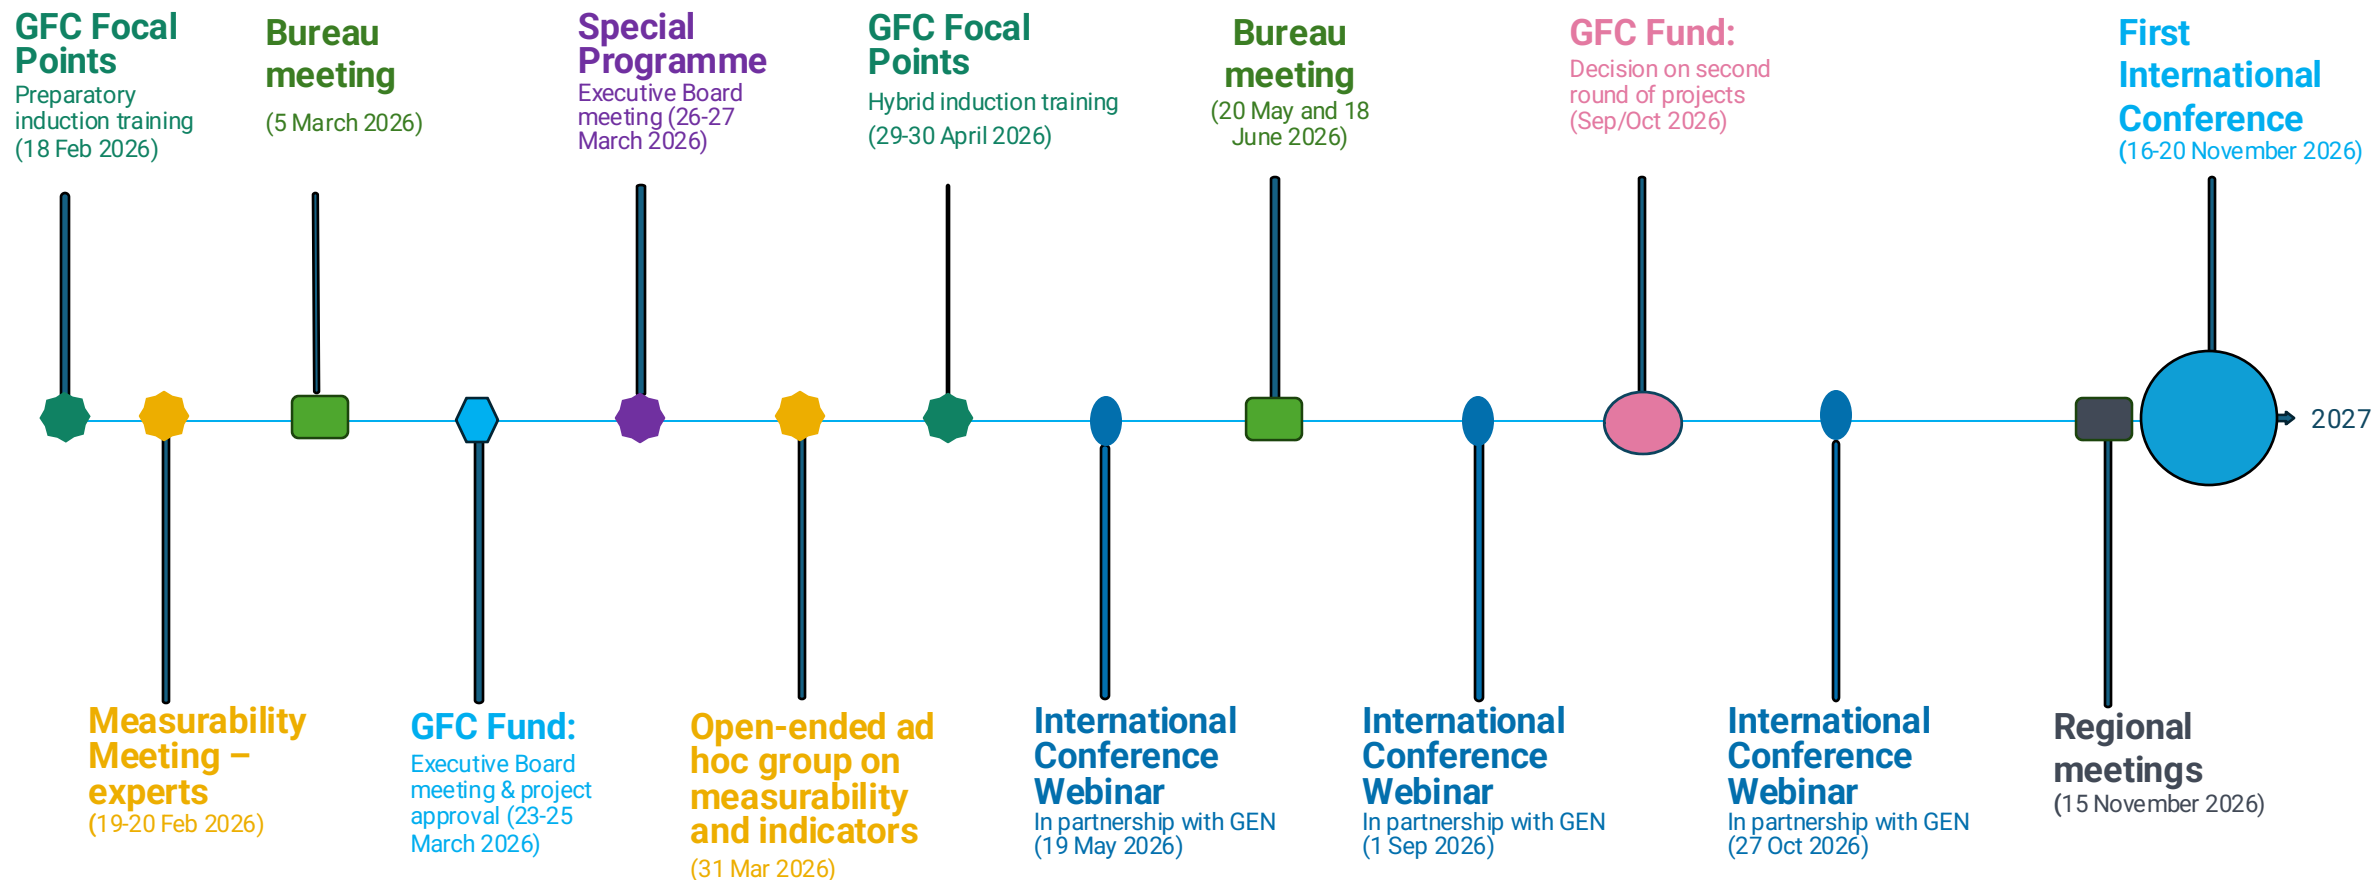 GFC Focal
Points
Preparatory
induction training
(18 Feb 2026)
Bureau
meeting
(5 March 2026)
Special
Programme
Executive Board
meeting (26-27
March 2026)
GFC Focal
Points
Hybrid induction training
(29-30 April 2026)
Bureau
meeting
(20 May and 18
June 2026)
GFC Fund:
Decision on second
round of projects
(Sep/Oct 2026)
First
International
Conference
(16-20 November 2026)
2027
Measurability
Meeting –
experts
(19-20 Feb 2026)
GFC Fund:
Executive Board
meeting & project
approval (23-25
March 2026)
Open-ended ad
hoc group on
measurability
and indicators
(31 Mar 2026)
International
Conference
Webinar
In partnership with GEN
(19 May 2026)
International
Conference
Webinar
In partnership with GEN
(1 Sep 2026)
International
Conference
Webinar
In partnership with GEN
(27 Oct 2026)
Regional
meetings
(15 November 2026)